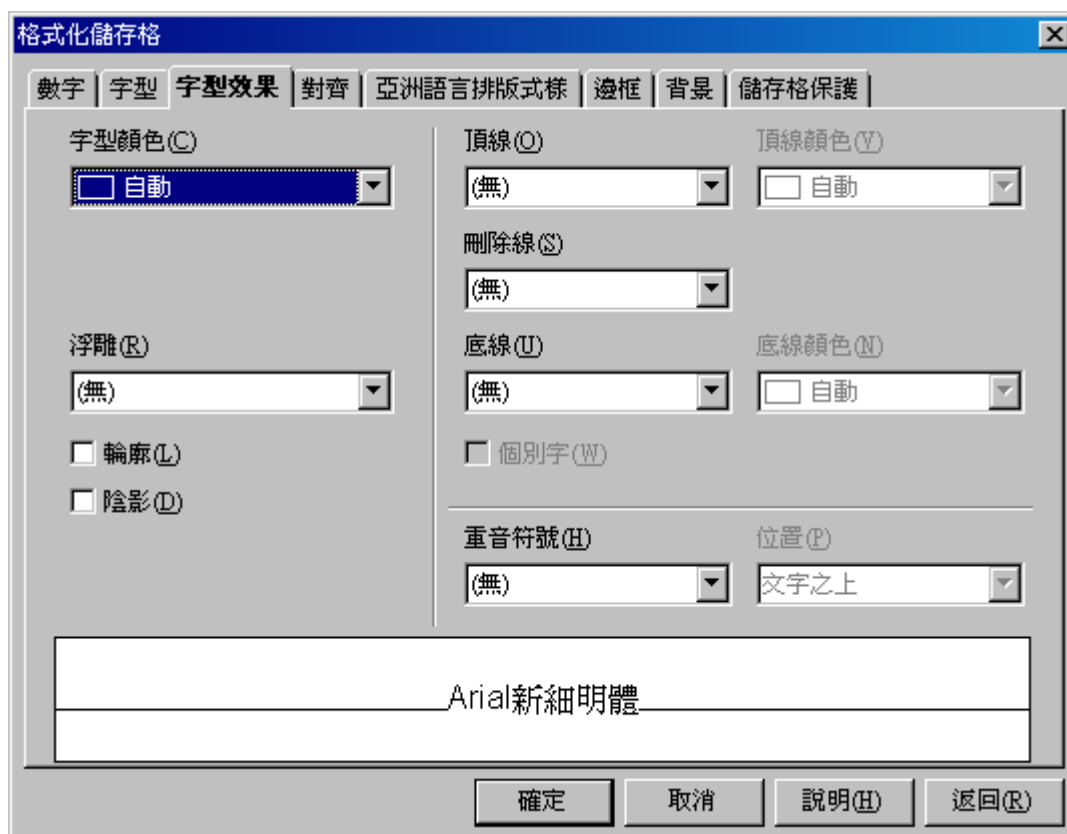 格式化儲存格
數字 字型 字型效果 對齊 亞洲語言排版式樣 邊框 背景 儲存格保護
字型顏色(C) 頂線(O) 頂線顏色(V)
自動 (無) 自動
刪除線(S)
(無)
浮雕(R) 底線(U) 底線顏色(N)
(無) (無) 自動
輪廓(L) 個別字(W)
陰影(D)
重音符號(H) 位置(P)
(無) 文字之上
Arial新細明體
確定 取消 說明(H) 返回(R)